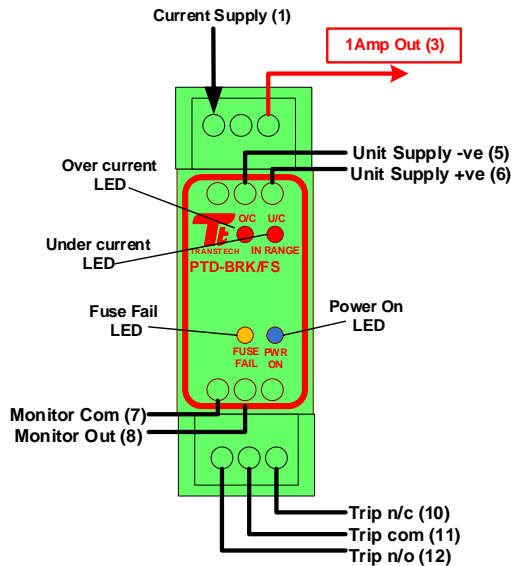 Current Supply (1)
1Amp Out (3)
Over current
LED
Unit Supply -ve (5)
Unit Supply +ve (6)
O/C U/C
Tt
TRANSTECH IN RANGE
Under current
LED
PTD-BRK/FS
Fuse Fail
LED
Power On
LED
FUSE PWR
FAIL ON
Monitor Com (7)
Monitor Out (8)
Trip n/c (10)
Trip com (11)
Trip n/o (12)